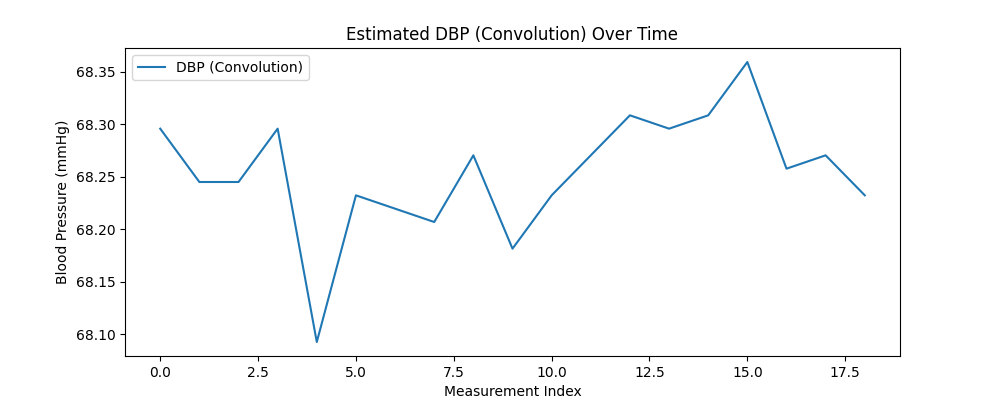 Estimated DBP (Convolution) Over Time
DBP (Convolution)
Blood Pressure (mmHg)
68.35
68.30
68.25
68.20
68.15
68.10
0.0 2.5 5.0 7.5 10.0 12.5 15.0 17.5
Measurement Index